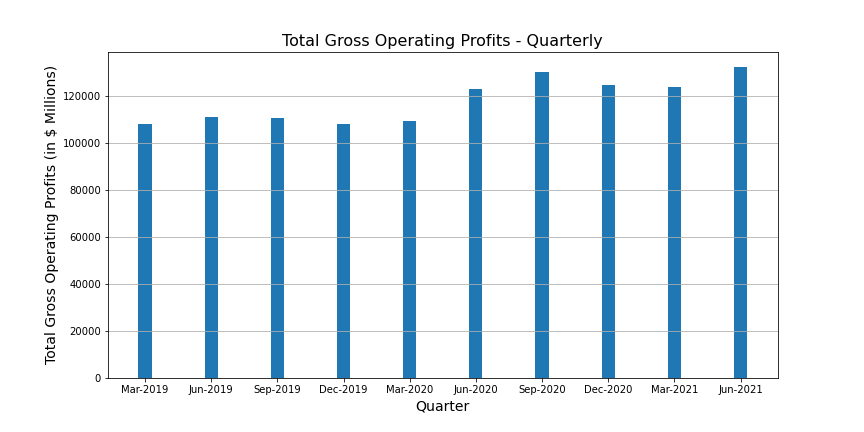 Total Gross Operating Profits - Quarterly
Total Gross Operating Profits (in $ Millions)
120000
100000
80000
60000
40000
20000
0
Mar-2019 Jun-2019 Sep-2019 Dec-2019 Mar-2020 Jun-2020 Sep-2020 Dec-2020 Mar-2021 Jun-2021
Quarter